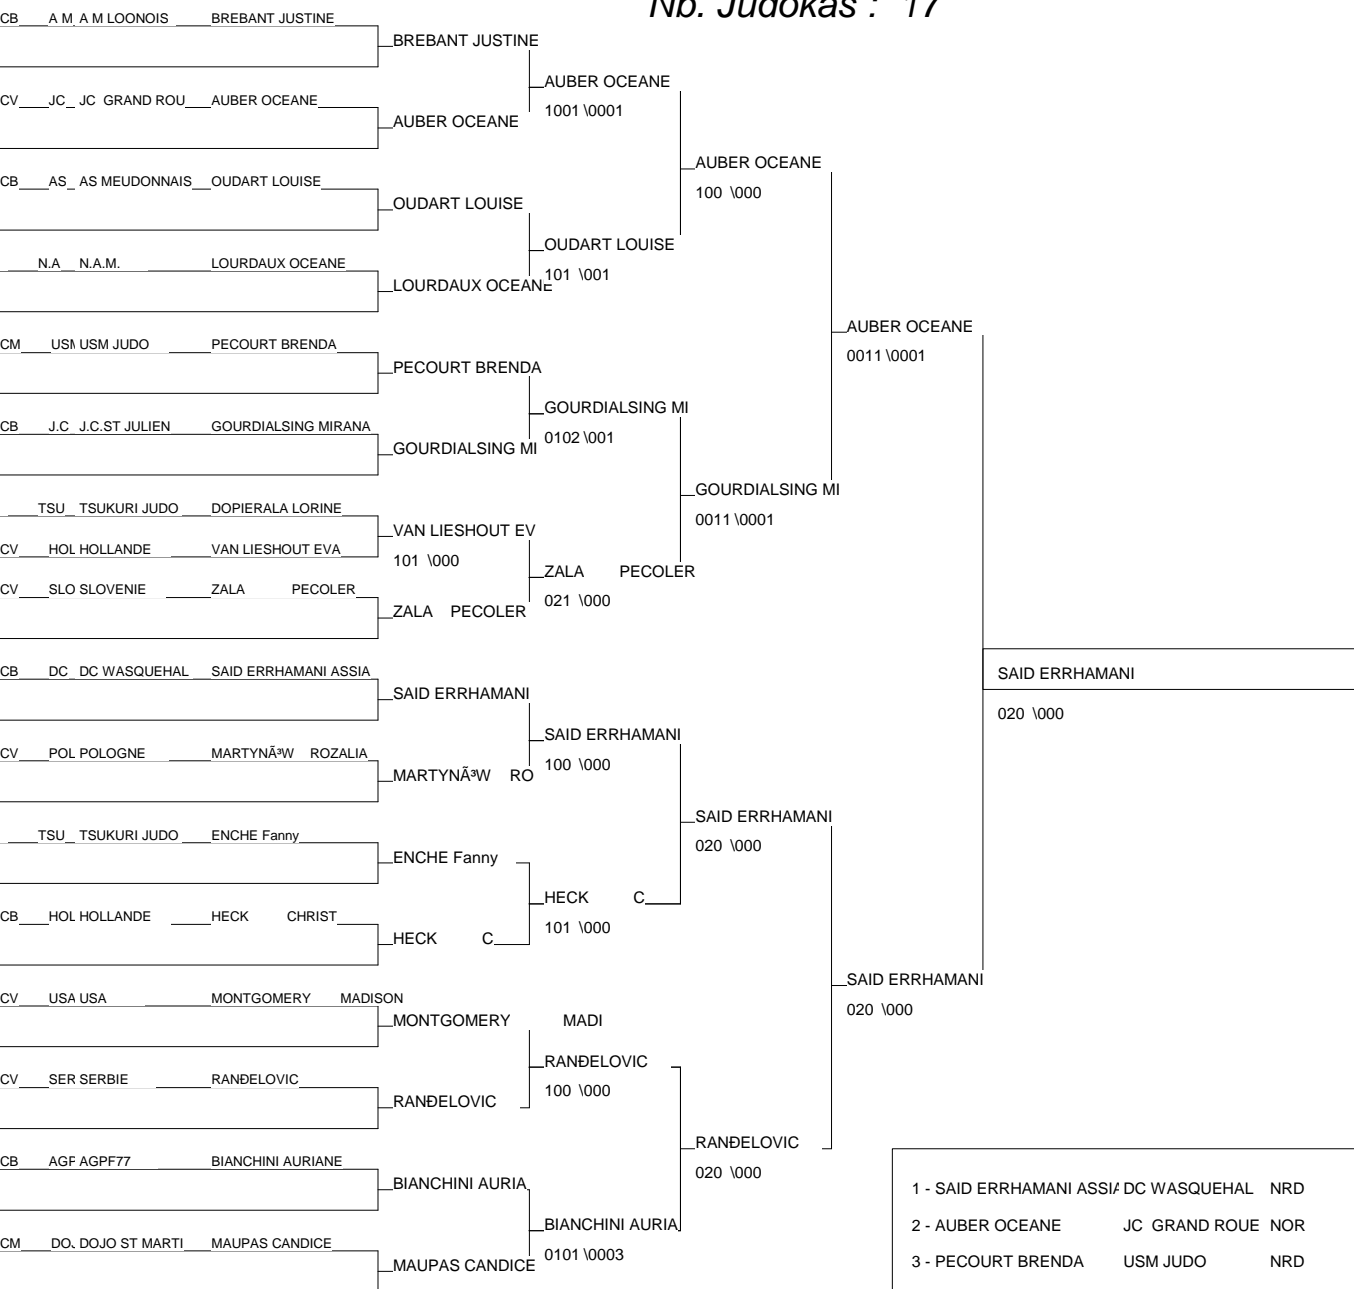 Nb. Judokas : 17
CB A M A M LOONOIS BREBANT JUSTINE
BREBANT JUSTINE
AUBER OCEANE
1001 \0001
CV JC JC GRAND ROU AUBER OCEANE
AUBER OCEANE
AUBER OCEANE
100 \000
CB AS AS MEUDONNAIS OUDART LOUISE
OUDART LOUISE
OUDART LOUISE
101 \001
N.A N.A.M. LOURDAUX OCEANE
LOURDAUX OCEANE
AUBER OCEANE
0011 \0001
CM USM USM JUDO PECOURT BRENDA
PECOURT BRENDA
GOURDIALSING MI
0102 \001
CB J.C J.C.ST JULIEN GOURDIALSING MIRANA
GOURDIALSING MI
GOURDIALSING MI
0011 \0001
TSU TSUKURI JUDO DOPIERALA LORINE
VAN LIESHOUT EV
101 \000
CV HOL HOLLANDE VAN LIESHOUT EVA
ZALA PECOLER
021 \000
CV SLO SLOVENIE ZALA PECOLER
ZALA PECOLER
CB DC DC WASQUEHAL SAID ERRHAMANI ASSIA
SAID ERRHAMANI
020 \000
SAID ERRHAMANI
SAID ERRHAMANI
100 \000
CV POL POLOGNE MARTYNÃ³W ROZALIA
MARTYNÃ³W RO
SAID ERRHAMANI
020 \000
TSU TSUKURI JUDO ENCHE Fanny
ENCHE Fanny
HECK C
101 \000
CB HOL HOLLANDE HECK CHRIST
HECK C
SAID ERRHAMANI
020 \000
CV USA USA MONTGOMERY MADISON
MONTGOMERY MADI
RANĐELOVIC
100 \000
CV SER SERBIE RANĐELOVIC
RANĐELOVIC
RANĐELOVIC
020 \000
CB AGP AGPF77 BIANCHINI AURIANE
BIANCHINI AURIA
BIANCHINI AURIA
0101 \0003
CM DOJ DOJO ST MARTI MAUPAS CANDICE
MAUPAS CANDICE
1 - SAID ERRHAMANI ASSIA DC WASQUEHAL NRD
2 - AUBER OCEANE JC GRAND ROUE NOR
3 - PECOURT BRENDA USM JUDO NRD